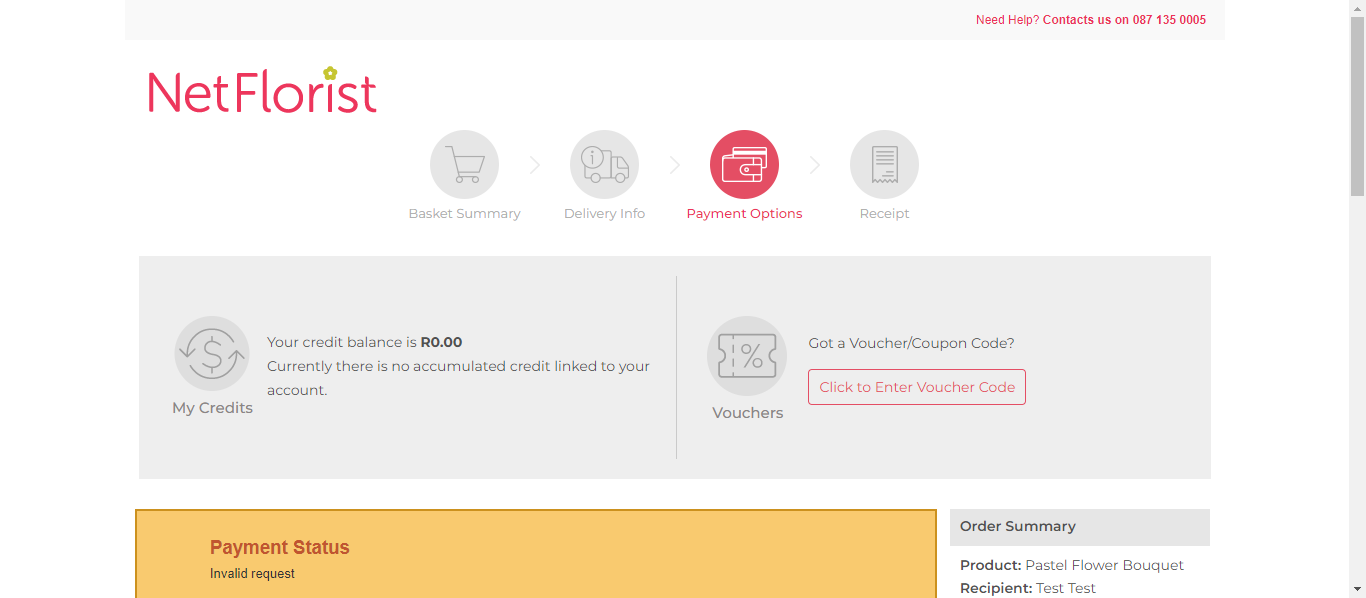 Need Help? Contacts us on 087 135 0005
NetFlorist
Basket Summary
Delivery Info
Payment Options
Receipt
Your credit balance is R0.00
Currently there is no accumulated credit linked to your
account.
My Credits
Got a Voucher/Coupon Code?
Click to Enter Voucher Code
Vouchers
Payment Status
Invalid request
Order Summary
Product: Pastel Flower Bouquet
Recipient: Test Test